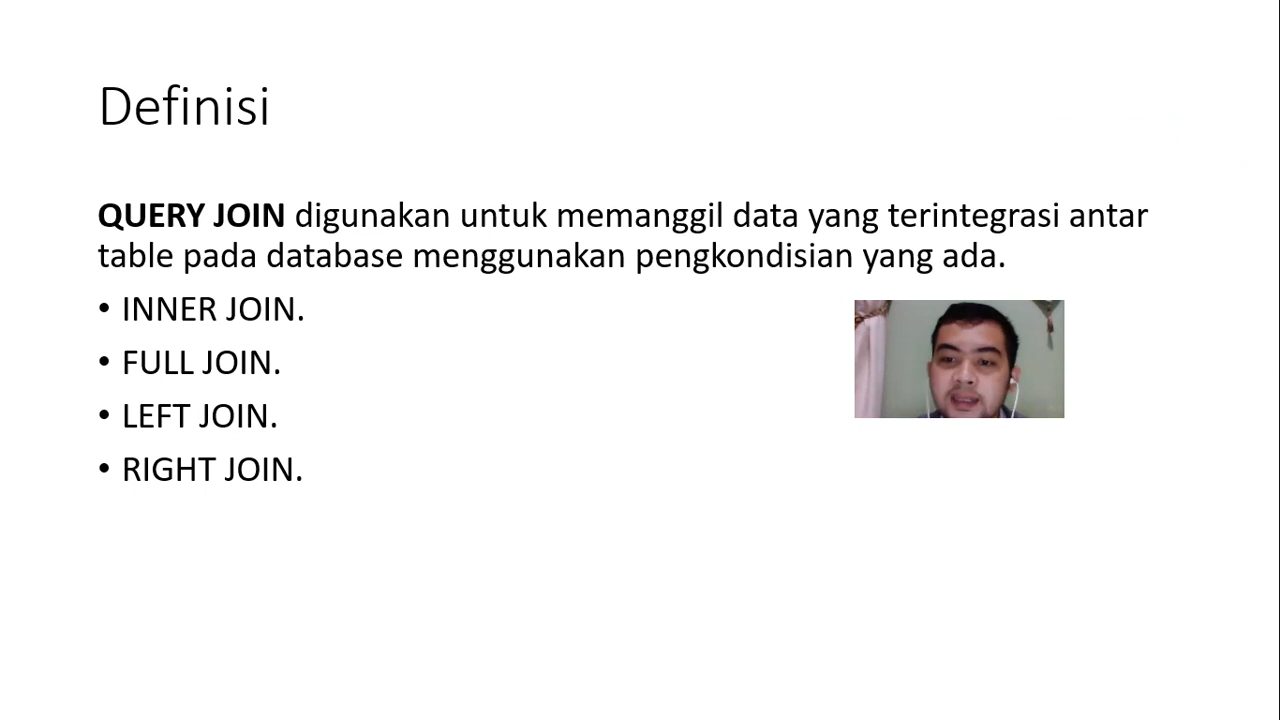 Definisi
QUERY JOIN digunakan untuk memanggil data yang terintegrasi antar
table pada database menggunakan pengkondisian yang ada.
• INNER JOIN.
• FULL JOIN.
• LEFT JOIN.
• RIGHT JOIN.